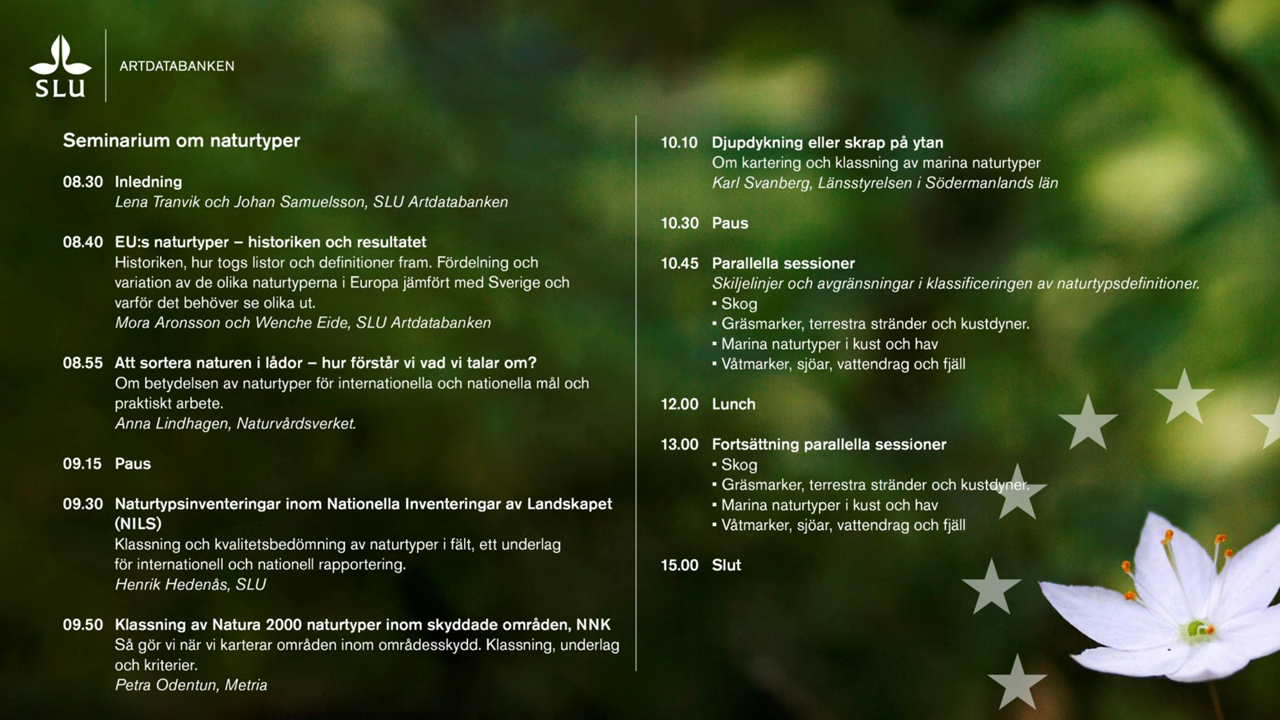 SLU
ARTDATABANKEN
Seminarium om naturtyper
08.30 Inledning
Lena Tranvik och Johan Samuelsson, SLU Artdatabanken
08.40 EU:s naturtyper – historiken och resultatet
Historiken, hur togs listor och definitioner fram. Fördelning och
variation av de olika naturtyperna i Europa jämfört med Sverige och
varför det behöver se olika ut.
Mora Aronsson och Wenche Eide, SLU Artdatabanken
08.55 Att sortera naturen i lådor – hur förstår vi vad vi talar om?
Om betydelsen av naturtyper för internationella och nationella mål och
praktiskt arbete.
Anna Lindhagen, Naturvårdsverket.
09.15 Paus
09.30 Naturtypsinventeringar inom Nationella Inventeringar av Landskapet
(NILS)
Klassning och kvalitetsbedömning av naturtyper i fält, ett underlag
för internationell och nationell rapportering.
Henrik Hedenås, SLU
09.50 Klassning av Natura 2000 naturtyper inom skyddade områden, NNK
Så gör vi när vi karterar områden inom områdesskydd. Klassning, underlag
och kriterier.
Petra Odentun, Metria
10.10 Djupdykning eller skrap på ytan
Om kartering och klassning av marina naturtyper
Karl Svanberg, Länsstyrelsen i Södermanlands län
10.30 Paus
10.45 Parallella sessioner
Skiljelinjer och avgränsningar i klassificeringen av naturtypsdefinitioner.
▪ Skog
▪ Gräsmarker, terrestra stränder och kustdyner.
▪ Marina naturtyper i kust och hav
▪ Våtmarker, sjöar, vattendrag och fjäll
12.00 Lunch
13.00 Fortsättning parallella sessioner
▪ Skog
▪ Gräsmarker, terrestra stränder och kustdyner.
▪ Marina naturtyper i kust och hav
▪ Våtmarker, sjöar, vattendrag och fjäll
15.00 Slut